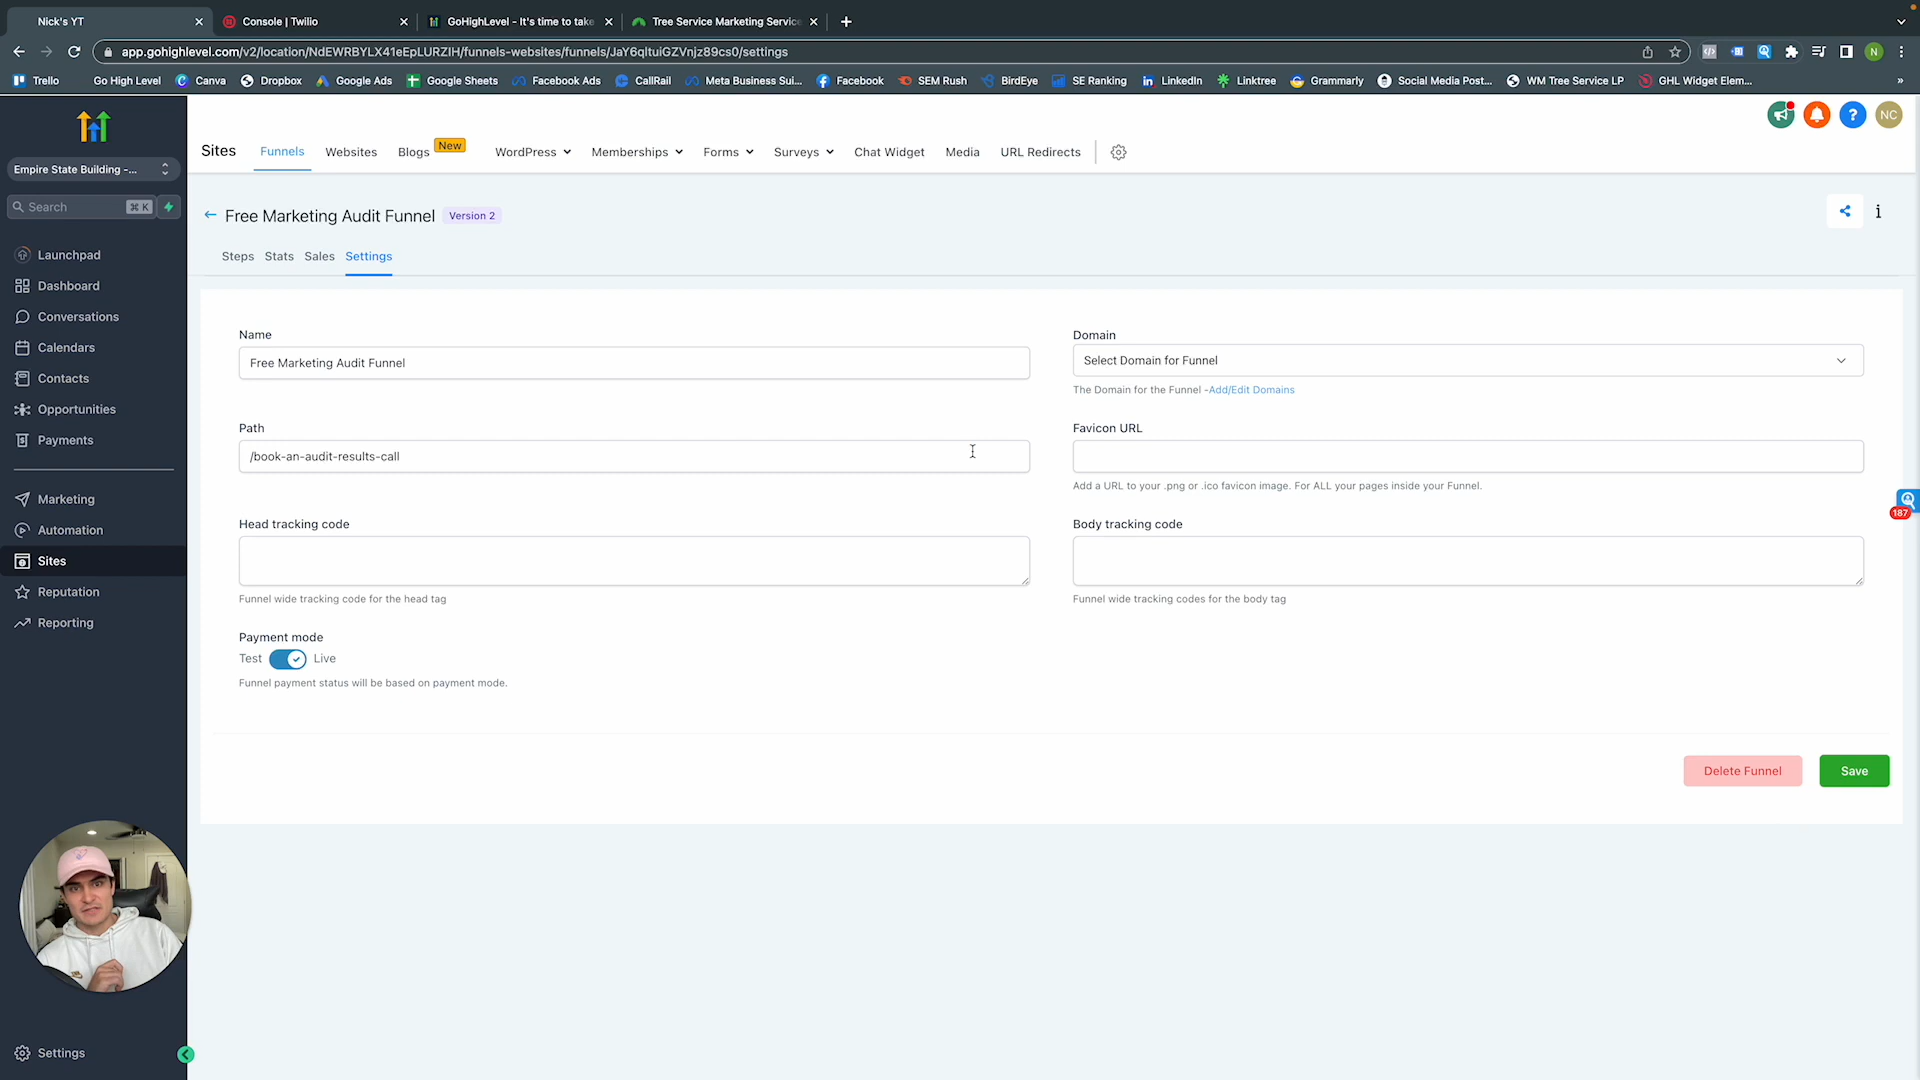 Nick's YT
Console | Twilio
GoHighLevel - It's time to take
Tree Service Marketing Service
app.gohighlevel.com/v2/location/NdEWRBYLX41eEpLURZIH/funnels-websites/funnels/JaY6qltuiGZVnjz89cs0/settings
N
Trello
Go High Level
Canva
Dropbox
Google Ads
Google Sheets
Facebook Ads
CallRail
Meta Business Sui...
Facebook
SEM Rush
BirdEye
SE Ranking
LinkedIn
Linktree
Grammarly
Social Media Post...
WM Tree Service LP
GHL Widget Elem...
»
NC
Empire State Building -...
Search
⌘ K
Launchpad
Dashboard
Conversations
Calendars
Contacts
Opportunities
Payments
Marketing
Automation
Sites
Reputation
Reporting
Settings
Sites
Funnels
Websites
Blogs
New
WordPress
Memberships
Forms
Surveys
Chat Widget
Media
URL Redirects
Free Marketing Audit Funnel
Version 2
Steps
Stats
Sales
Settings
Name
Free Marketing Audit Funnel
Domain
Select Domain for Funnel
The Domain for the Funnel -Add/Edit Domains
Path
/book-an-audit-results-call
Favicon URL
Add a URL to your .png or .ico favicon image. For ALL your pages inside your Funnel.
Head tracking code
Funnel wide tracking code for the head tag
Body tracking code
Funnel wide tracking codes for the body tag
Payment mode
Test
Live
Funnel payment status will be based on payment mode.
Delete Funnel
Save
187